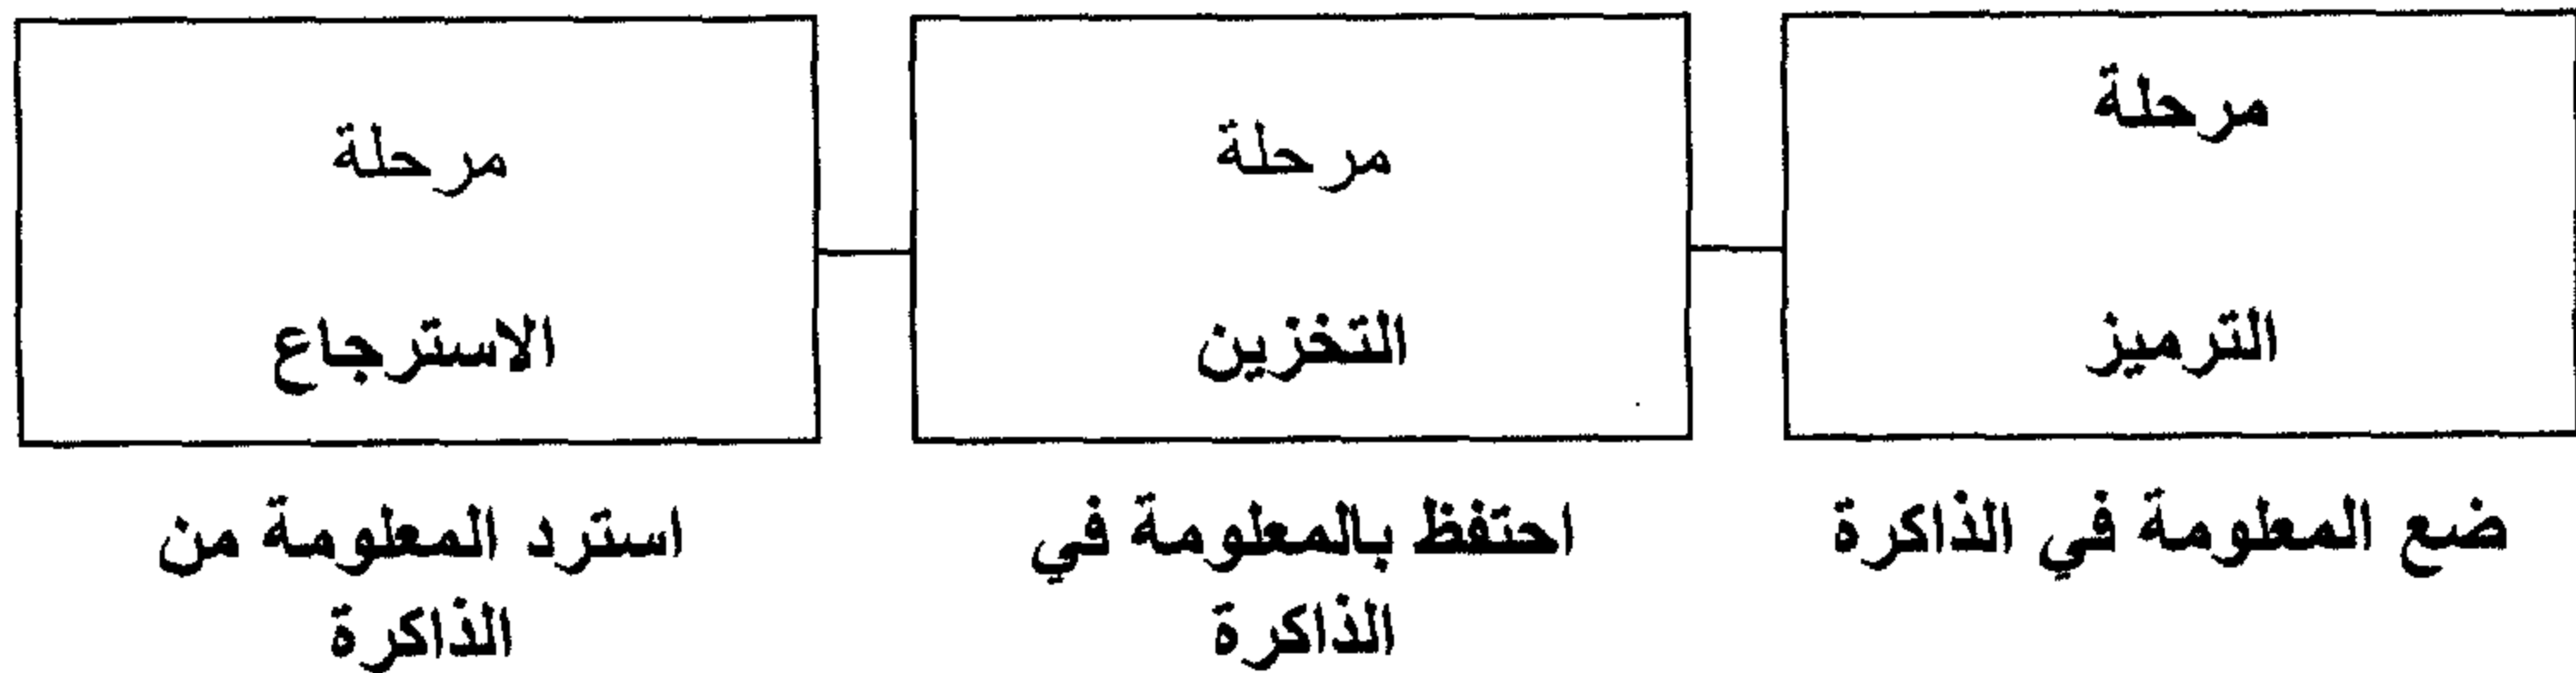 مرحلة
الترميز
ضع المعلومة في الذاكرة
مرحلة
التخزين
احتفظ بالمعلومة في
الذاكرة
مرحلة
الاسترجاع
استرد المعلومة من
الذاكرة